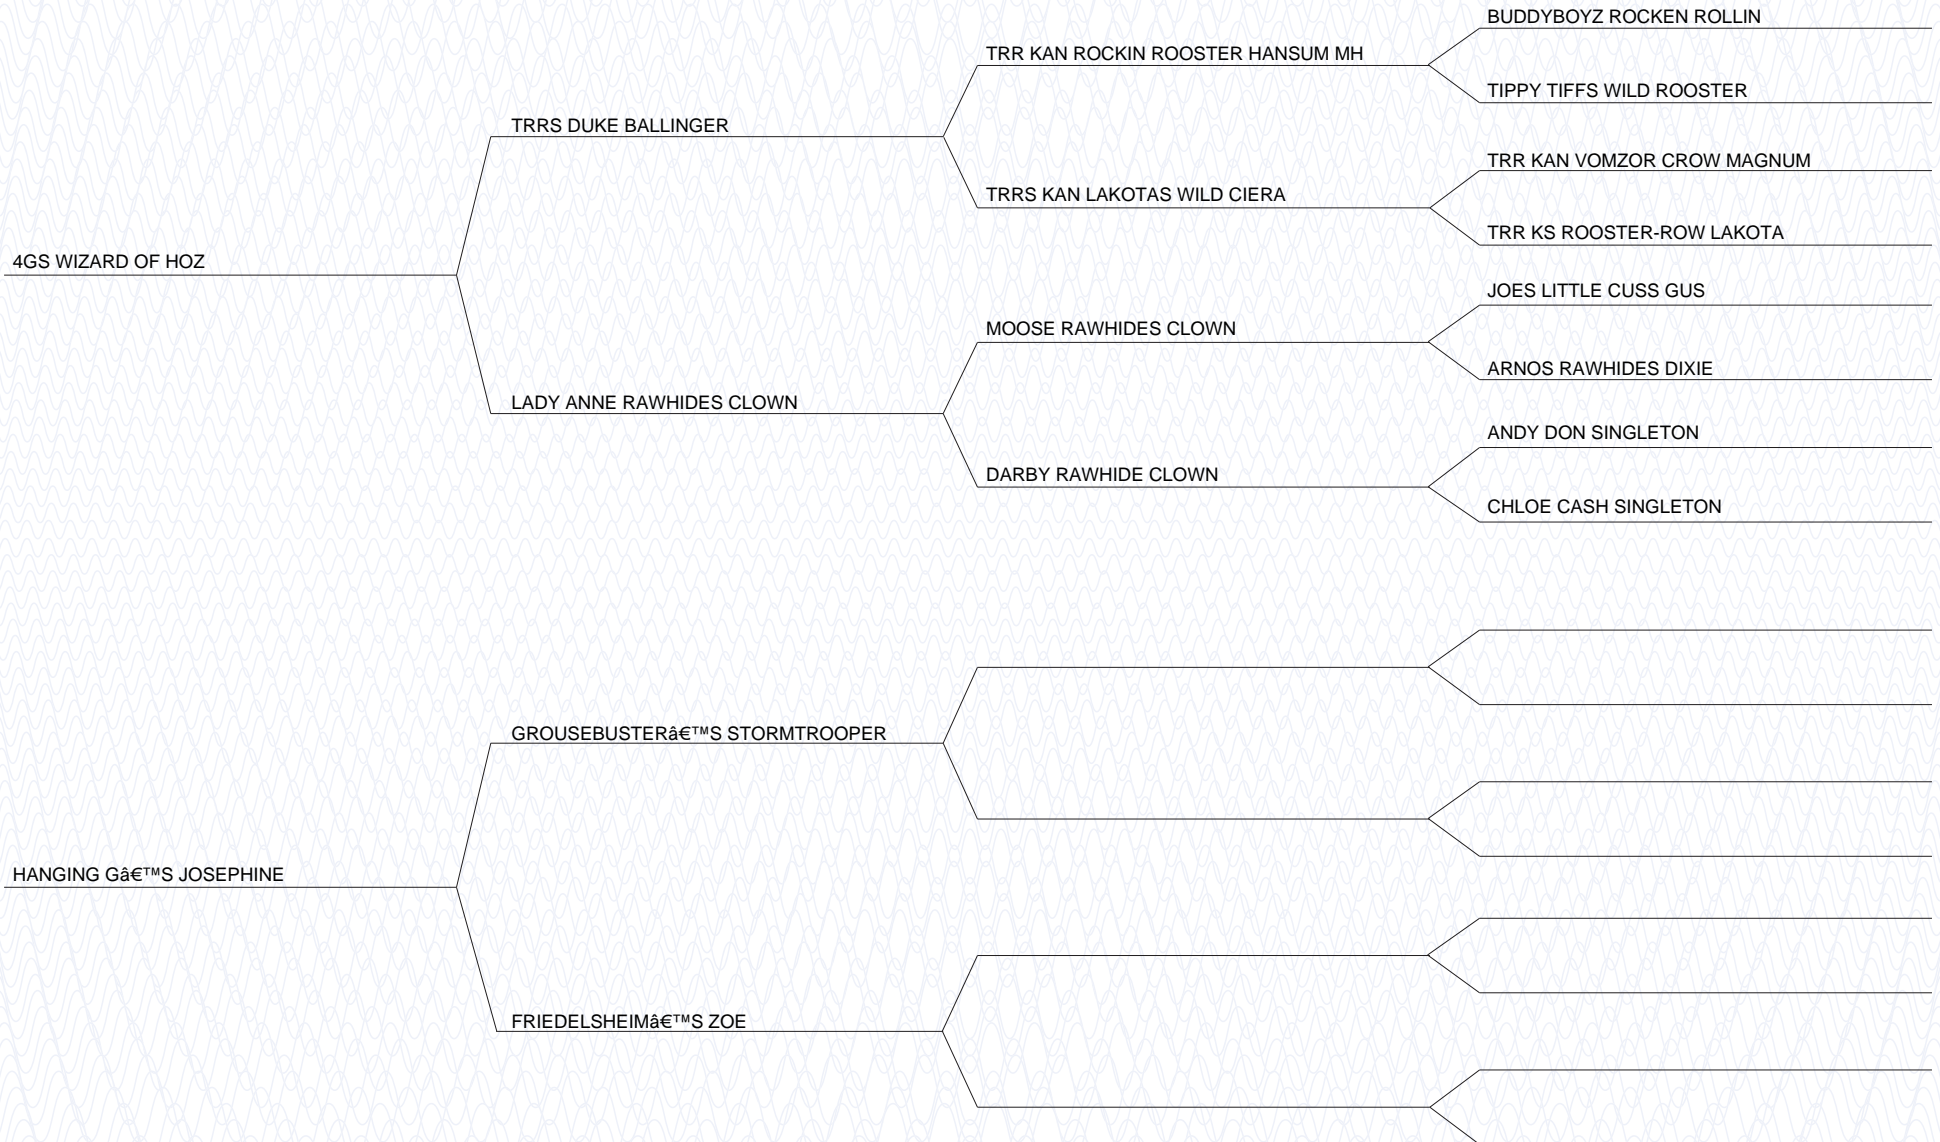 BUDDYBOYZ ROCKEN ROLLIN
TRR KAN ROCKIN ROOSTER HANSUM MH
TIPPY TIFFS WILD ROOSTER
TRRS DUKE BALLINGER
TRR KAN VOMZOR CROW MAGNUM
TRRS KAN LAKOTAS WILD CIERA
TRR KS ROOSTER-ROW LAKOTA
4GS WIZARD OF HOZ
JOES LITTLE CUSS GUS
MOOSE RAWHIDES CLOWN
ARNOS RAWHIDES DIXIE
LADY ANNE RAWHIDES CLOWN
ANDY DON SINGLETON
DARBY RAWHIDE CLOWN
CHLOE CASH SINGLETON
GROUSEBUSTERâ€™S STORMTROOPER
HANGING Gâ€™S JOSEPHINE
FRIEDELSHEIMâ€™S ZOE